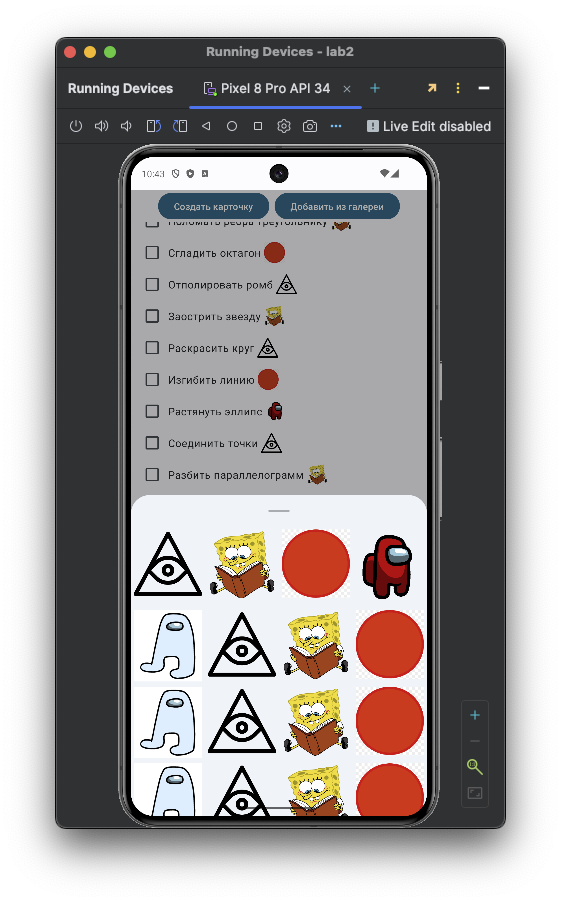 Running Devices - lab2
Running Devices Pixel 8 Pro API 34
Live Edit disabled
10:43
Создать карточку Добавить из галереи
Поломать ребра треугольнику
Сгладить октагон
Отполировать ромб
Заострить звезду
Раскрасить круг
Изгибить линию
Растянуть эллипс
Соединить точки
Разбить параллелограмм